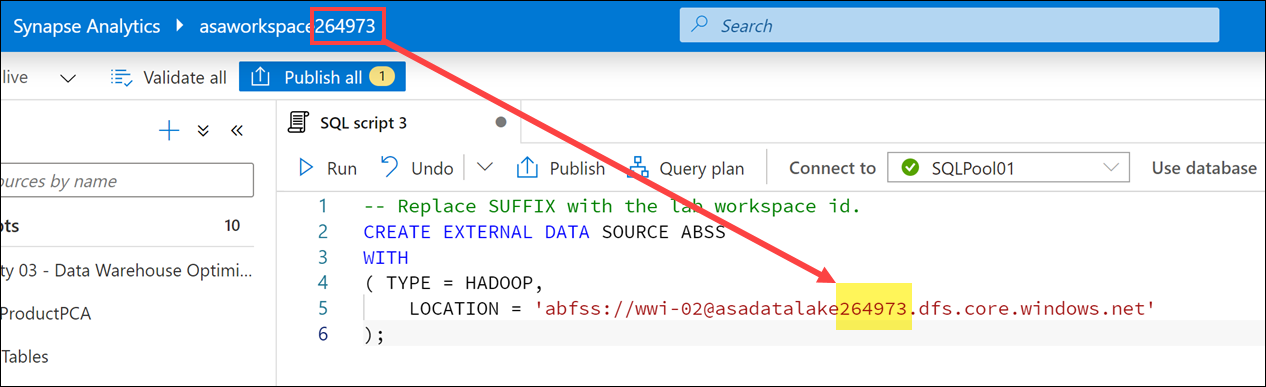 Synapse Analytics asaworkspace264973 Search
live Validate all Publish all 1
SQL script 3
ources by name
Run Undo Publish Query plan Connect to SQLPool01 Use database
pts 10
ty 03 - Data Warehouse Optimi...
ProductPCA
Tables
1 -- Replace SUFFIX with the lab workspace id.
2 CREATE EXTERNAL DATA SOURCE ABSS
3 WITH
4 ( TYPE = HADOOP,
5 LOCATION = 'abfss://wwi-02@asadatalake264973.dfs.core.windows.net'
6 );